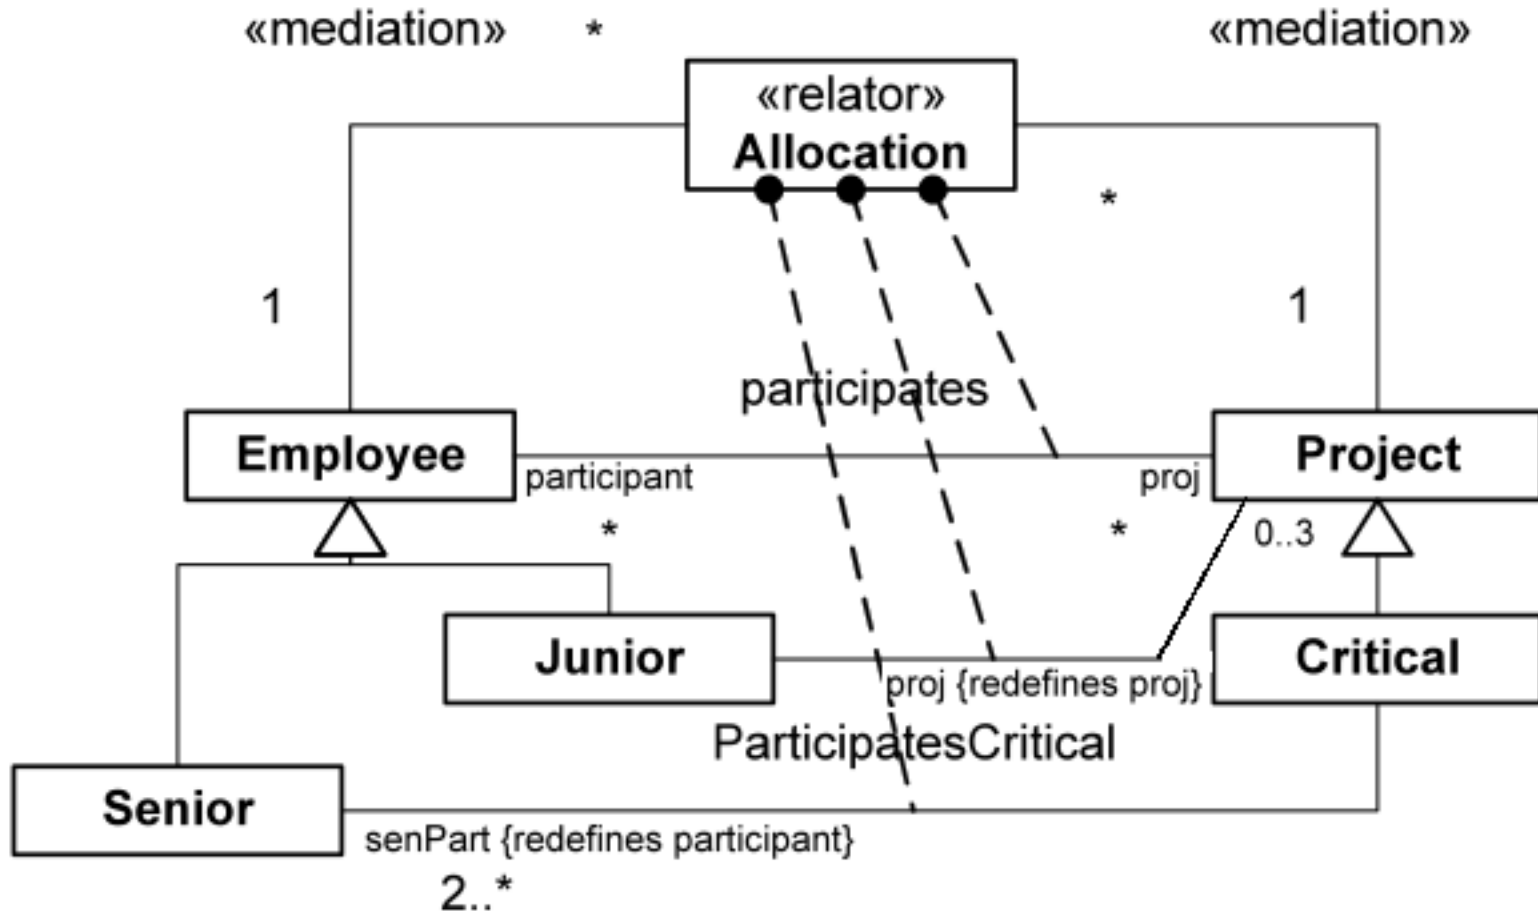 «mediation» * «mediation»
«relator»
Allocation
*
1 1
participates
Employee Project
participant proj
* * 0..3
Junior Critical
proj {redefines proj}
ParticipatesCritical
Senior
senPart {redefines participant}
2..*